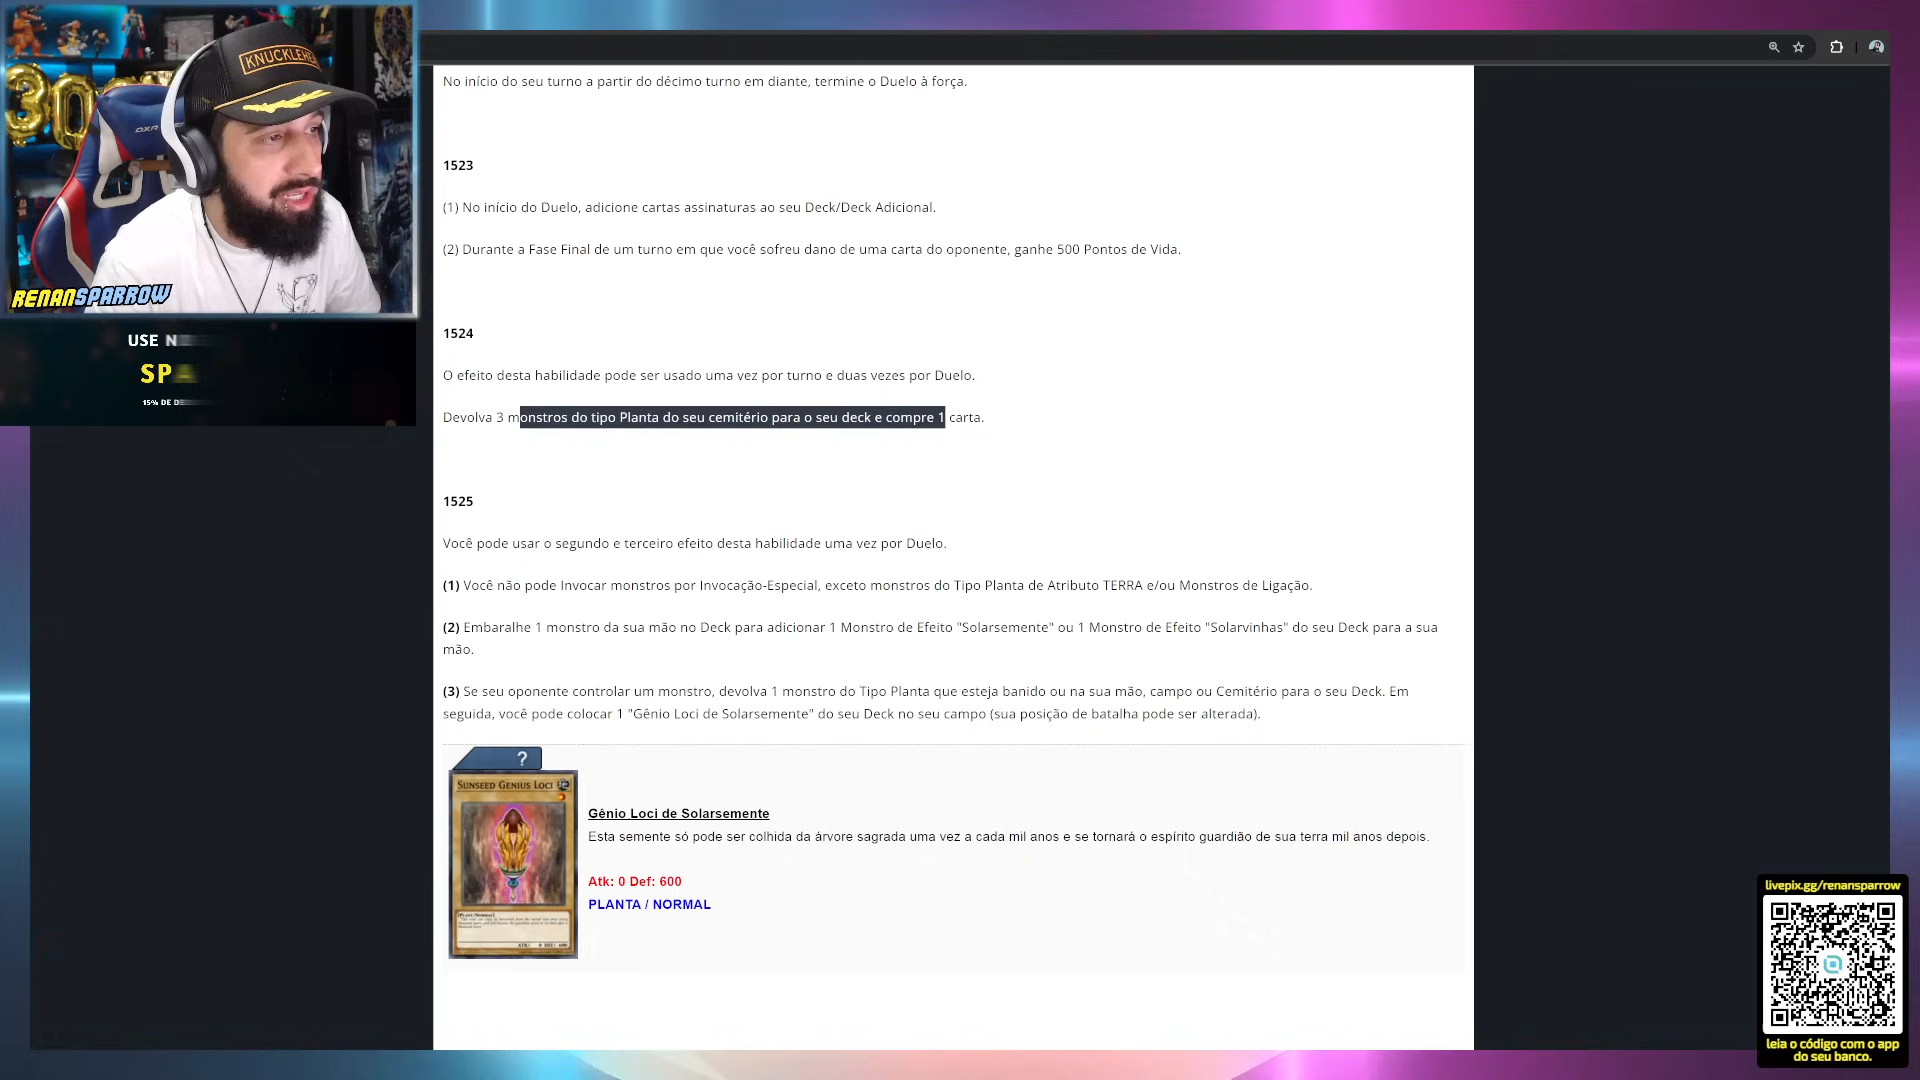 KNUCKLEHE
DXR
RENANSPARROW
USE N
SPA
15% DE D
No início do seu turno a partir do décimo turno em diante, termine o Duelo à força.
1523
(1) No início do Duelo, adicione cartas assinaturas ao seu Deck/Deck Adicional.
(2) Durante a Fase Final de um turno em que você sofreu dano de uma carta do oponente, ganhe 500 Pontos de Vida.
1524
O efeito desta habilidade pode ser usado uma vez por turno e duas vezes por Duelo.
Devolva 3 monstros do tipo Planta do seu cemitério para o seu deck e compre 1 carta.
1525
Você pode usar o segundo e terceiro efeito desta habilidade uma vez por Duelo.
(1) Você não pode Invocar monstros por Invocação-Especial, exceto monstros do Tipo Planta de Atributo TERRA e/ou Monstros de Ligação.
(2) Embaralhe 1 monstro da sua mão no Deck para adicionar 1 Monstro de Efeito "Solarsemente" ou 1 Monstro de Efeito "Solarvinhas" do seu Deck para a sua
mão.
(3) Se seu oponente controlar um monstro, devolva 1 monstro do Tipo Planta que esteja banido ou na sua mão, campo ou Cemitério para o seu Deck. Em
seguida, você pode colocar 1 "Gênio Loci de Solarsemente" do seu Deck no seu campo (sua posição de batalha pode ser alterada).
?
SUNSEED GENIUS LOCI
Gênio Loci de Solarsemente
Esta semente só pode ser colhida da árvore sagrada uma vez a cada mil anos e se tornará o espírito guardião de sua terra mil anos depois.
Atk: 0 Def: 600
PLANTA / NORMAL
livepix.gg/renansparrow
leia o código com o app
do seu banco.